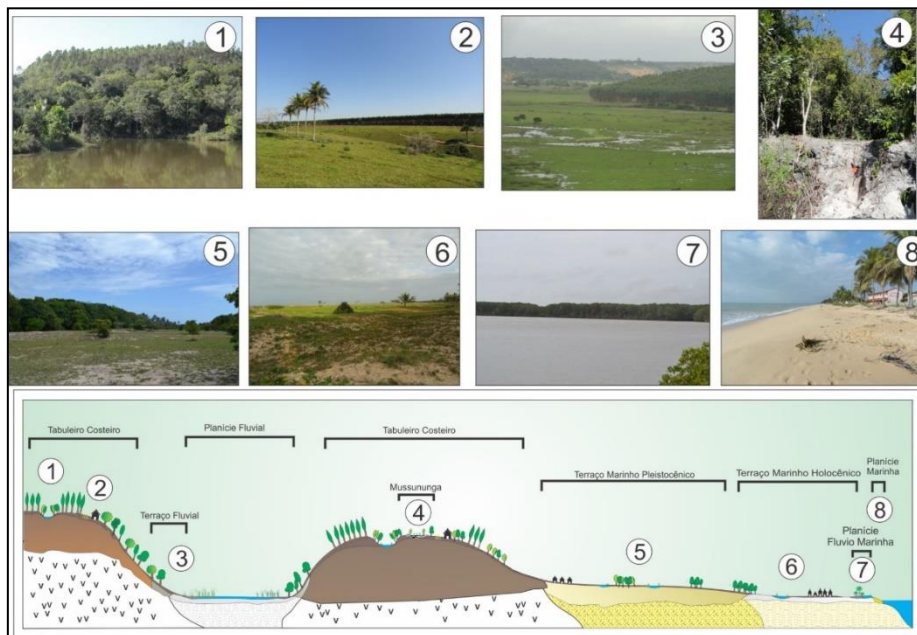 1
2
3
4
5
6
7
8
Tabuleiro Costeiro
Planície Fluvial
Tabuleiro Costeiro
Mussununga
Terraço Marinho Pleistocênico
Terraço Marinho Holocênico
Planície
Marinha
1
2
Terraço Fluvial
3
4
5
6
8
Planície
Fluvio Marinha
7